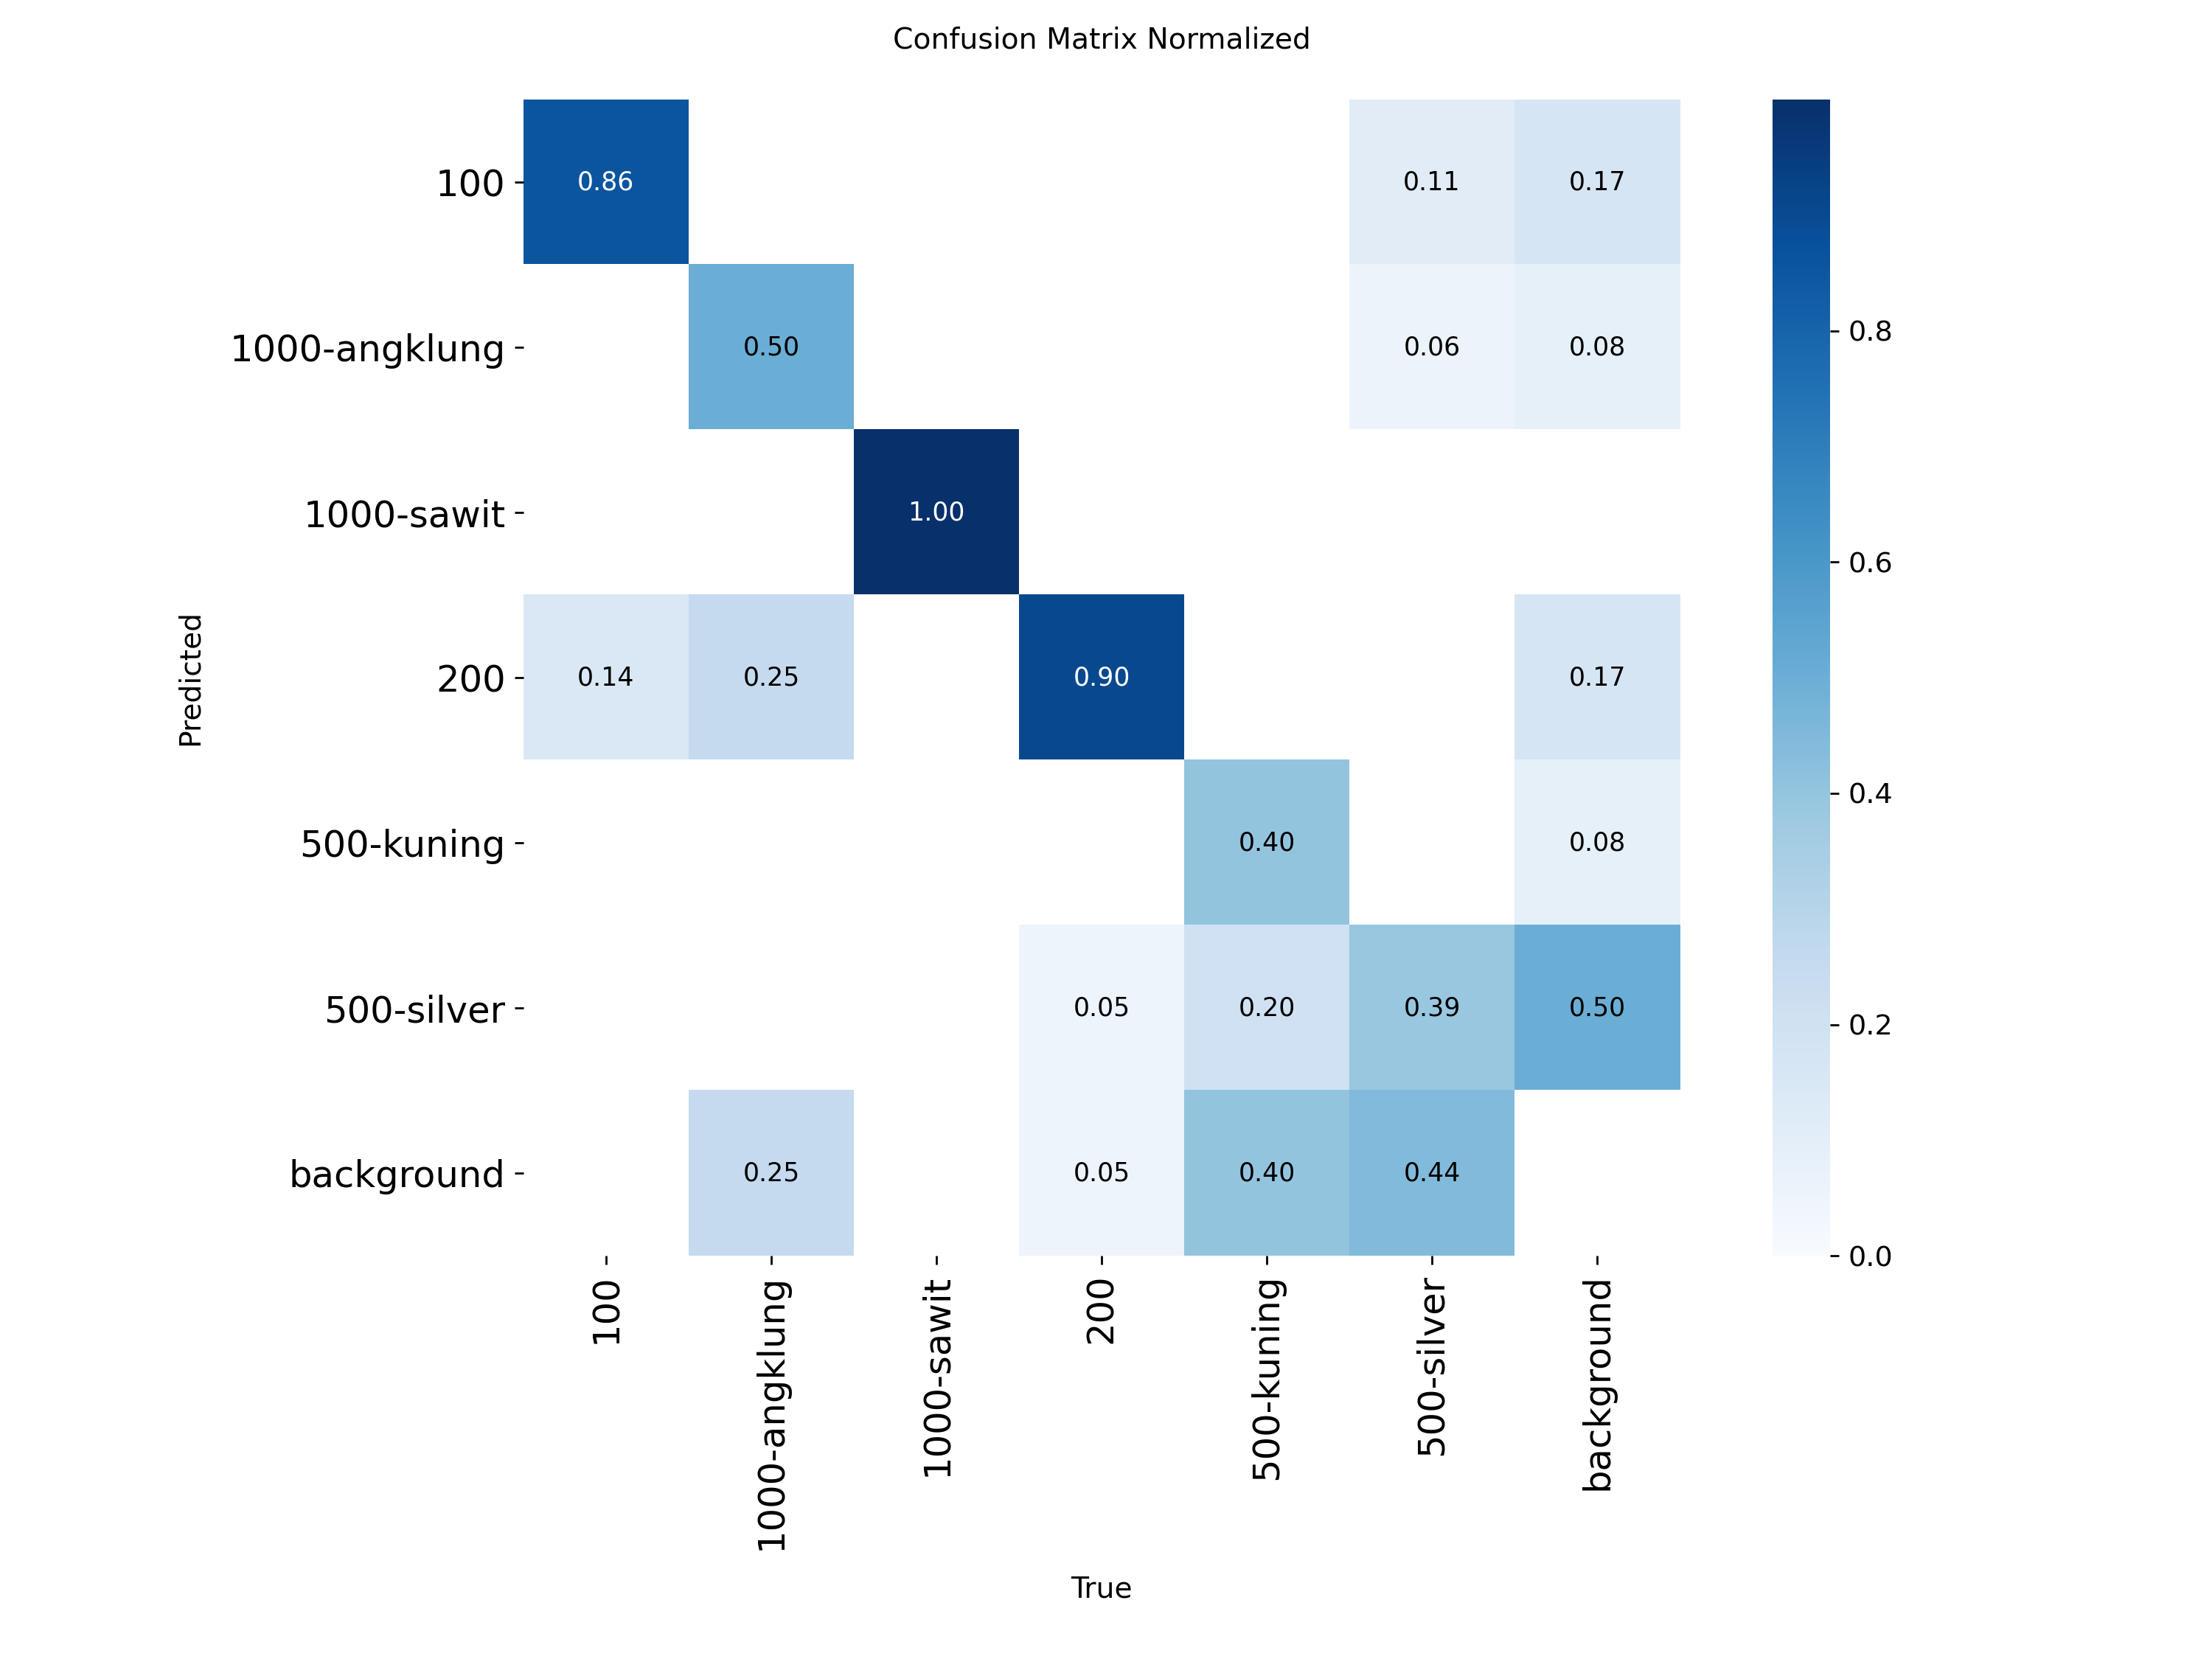 Confusion Matrix Normalized
100
0.86
0.11
0.17
1000-angklung
0.50
0.06
0.08
0.8
1000-sawit
1.00
0.6
Predicted
200
0.14
0.25
0.90
0.17
500-kuning
0.40
0.08
0.4
500-silver
0.05
0.20
0.39
0.50
0.2
background
0.25
0.05
0.40
0.44
0.0
100
1000-angklung
1000-sawit
200
500-kuning
500-silver
background
True